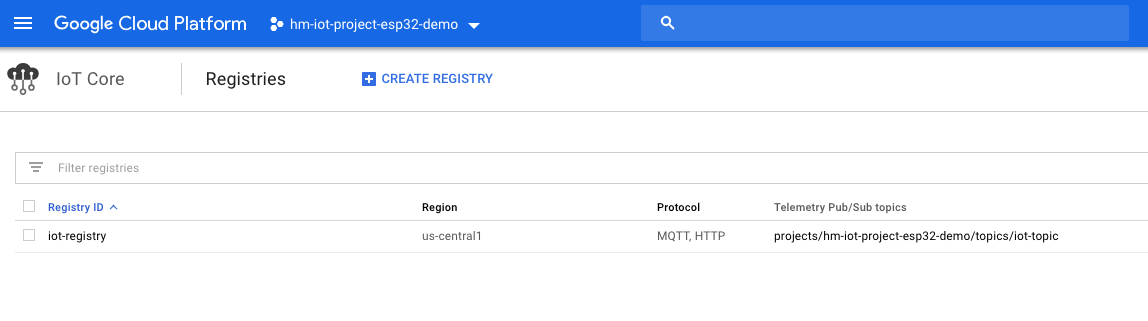 Google Cloud Platform hm-iot-project-esp32-demo
IoT Core Registries CREATE REGISTRY
Filter registries
Registry ID Region Protocol Telemetry Pub/Sub topics
iot-registry us-central1 MQTT, HTTP projects/hm-iot-project-esp32-demo/topics/iot-topic